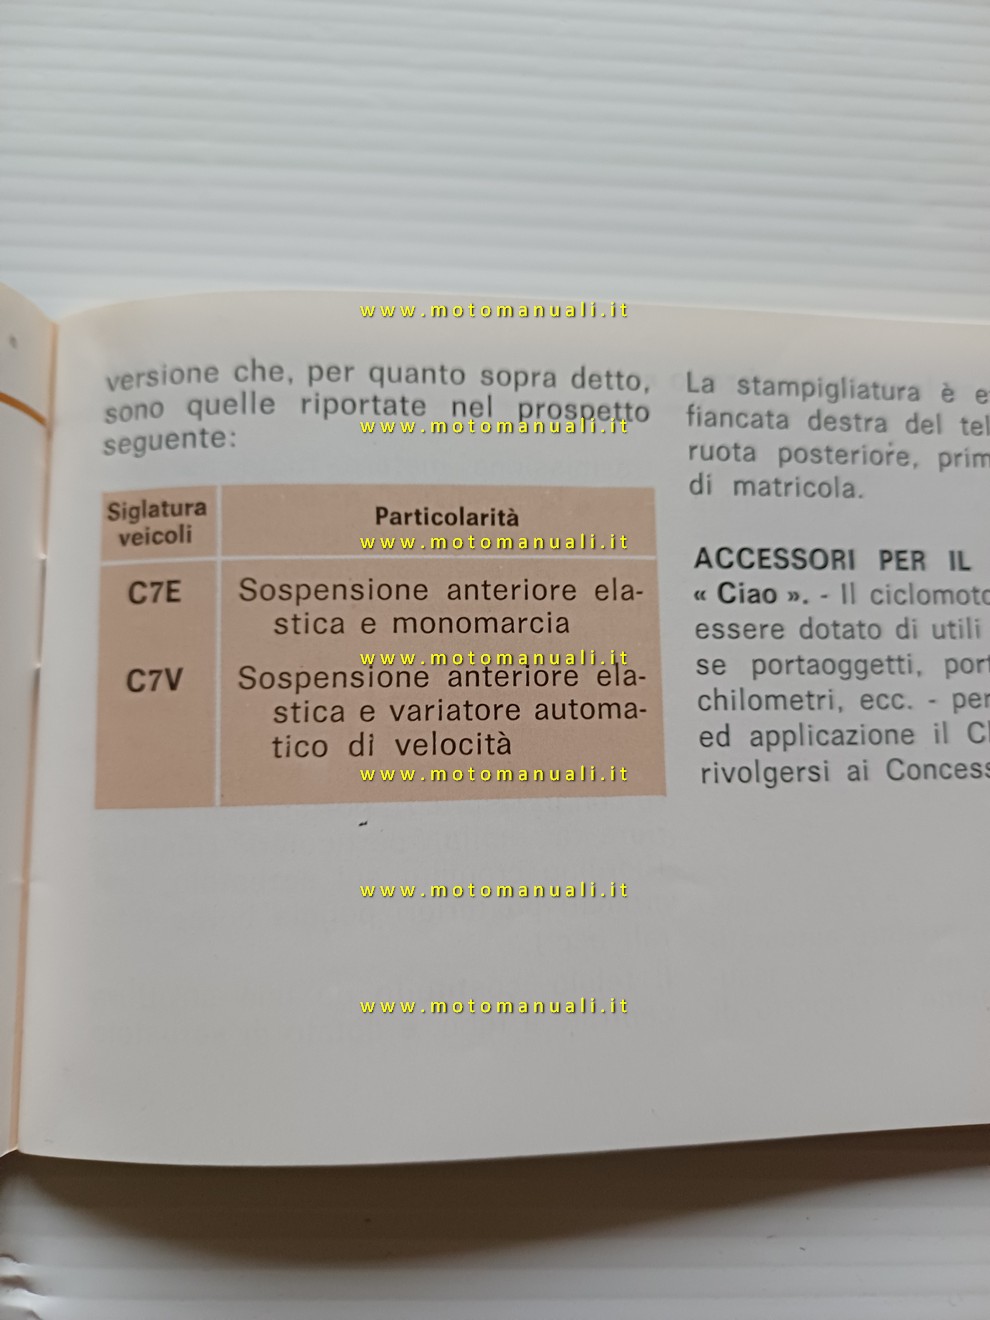 versione che, per quanto sopra detto,
sono quelle riportate nel prospetto
seguente:
Siglatura
veicoli
Particolarità
C7E
Sospensione anteriore ela-
stica e monomarcia
C7V
Sospensione anteriore ela-
stica e variatore automa-
tico di velocità
La stampigliatura è
fiancata destra del
ruota posteriore,
di matricola.
ACCESSORI PER IL
« Ciao ». - Il
essere dotato di utili
se portaoggetti,
chilometri, ecc. -
ed applicazione il
rivolgersi ai
www.motomanuali.it
www.motomanuali.it
www.motomanuali.it
www.motomanuali.it
www.motomanuali.it
www.motomanuali.it
www.motomanuali.it